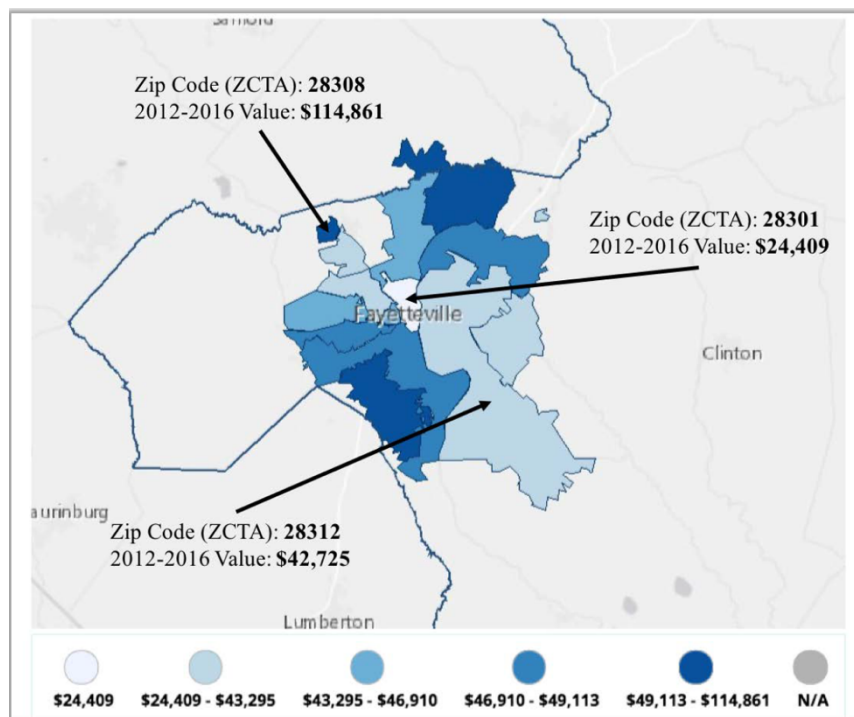 Zip Code (ZCTA): 28308
2012-2016 Value: $114,861
Zip Code (ZCTA): 28301
2012-2016 Value: $24,409
Fayetteville
Clinton
aurinburg
Zip Code (ZCTA): 28312
2012-2016 Value: $42,725
Lumberton
$24,409
$24,409 - $43,295
$43,295 - $46,910
$46,910 - $49,113
$49,113 - $114,861
N/A